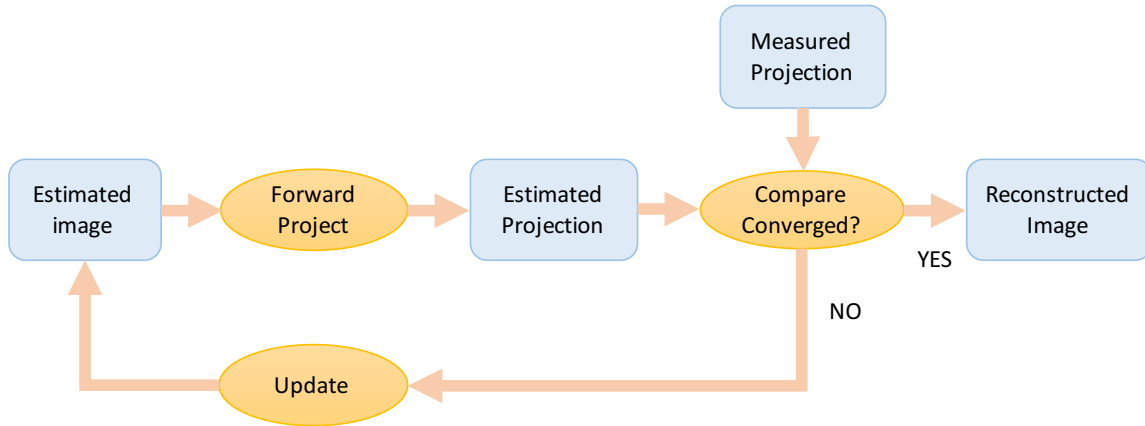 Measured
Projection
Estimated
image
Forward
Project
Estimated
Projection
Compare
Converged?
Reconstructed
Image
YES
NO
Update